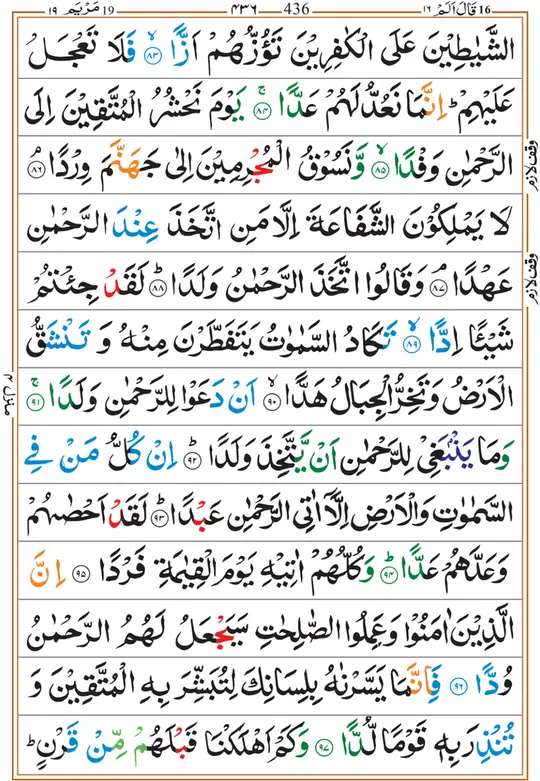 قَالَ اَلَمْ ١٦ 16 436 ٤٣٦ 19 مَرْيَم ١٩
الشَّيٰطِيْنَ عَلَى الْكٰفِرِيْنَ تَؤُزُّهُمْ اَزًّا ۙ ٨٣ فَلَا تَعْجَلْ
عَلَيْهِمْ ؕ اِنَّمَا نَعُدُّ لَهُمْ عَدًّا ۚ ٨٤ يَوْمَ نَحْشُرُ الْمُتَّقِيْنَ اِلَى
الرَّحْمٰنِ وَفْدًا ۙ ٨٥ وَّنَسُوْقُ الْمُجْرِمِيْنَ اِلٰى جَهَنَّمَ وِرْدًا ۘ ٨٦
وقف لازم
لَا يَمْلِكُوْنَ الشَّفَاعَةَ اِلَّا مَنِ اتَّخَذَ عِنْدَ الرَّحْمٰنِ
عَهْدًا ۘ ٨٧ وَقَالُوا اتَّخَذَ الرَّحْمٰنُ وَلَدًا ؕ ٨٨ لَقَدْ جِئْتُمْ
وقف لازم
شَيْئًا اِدًّا ۙ ٨٩ تَكَادُ السَّمٰوٰتُ يَتَفَطَّرْنَ مِنْهُ وَ تَنْشَقُّ
الْاَرْضُ وَتَخِرُّ الْجِبَالُ هَدًّا ۙ ٩٠ اَنْ دَعَوْا لِلرَّحْمٰنِ وَلَدًا ۚ ٩١
وَمَا يَنْۢبَغِيْ لِلرَّحْمٰنِ اَنْ يَّتَّخِذَ وَلَدًا ؕ ٩٢ اِنْ كُلُّ مَنْ فِي
السَّمٰوٰتِ وَالْاَرْضِ اِلَّاۤ اٰتِى الرَّحْمٰنِ عَبْدًا ؕ ٩٣ لَقَدْ اَحْصٰىهُمْ
وَعَدَّهُمْ عَدًّا ؕ ٩٤ وَكُلُّهُمْ اٰتِيْهِ يَوْمَ الْقِيٰمَةِ فَرْدًا ٩٥ اِنَّ
الَّذِيْنَ اٰمَنُوْا وَعَمِلُوا الصّٰلِحٰتِ سَيَجْعَلُ لَهُمُ الرَّحْمٰنُ
وُدًّا ٩٦ فَاِنَّمَا يَسَّرْنٰهُ بِلِسَانِكَ لِتُبَشِّرَ بِهِ الْمُتَّقِيْنَ وَ
تُنْذِرَ بِهٖ قَوْمًا لُّدًّا ٩٧ وَكَمْ اَهْلَكْنَا قَبْلَهُمْ مِّنْ قَرْنٍ ؕ